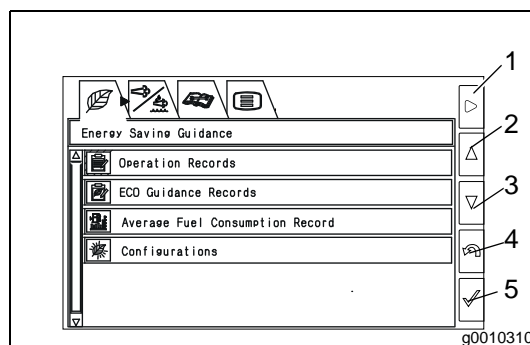 1
2
3
4
5
Energy Saving Guidance
Operation Records
ECO Guidance Records
Average Fuel Consumption Record
Configurations
g0010310